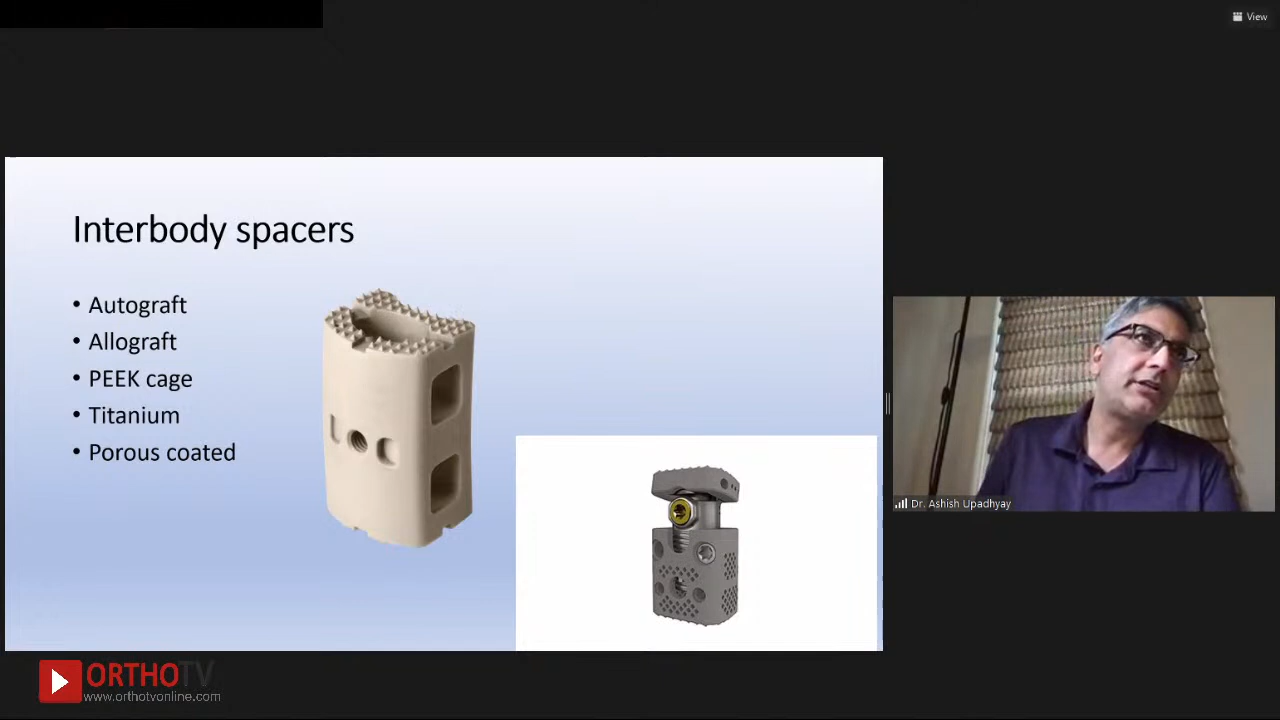 View
Interbody spacers
• Autograft
• Allograft
• PEEK cage
• Titanium
• Porous coated
Dr. Ashish Upadhyay
ORTHOTV
www.orthotvonline.com